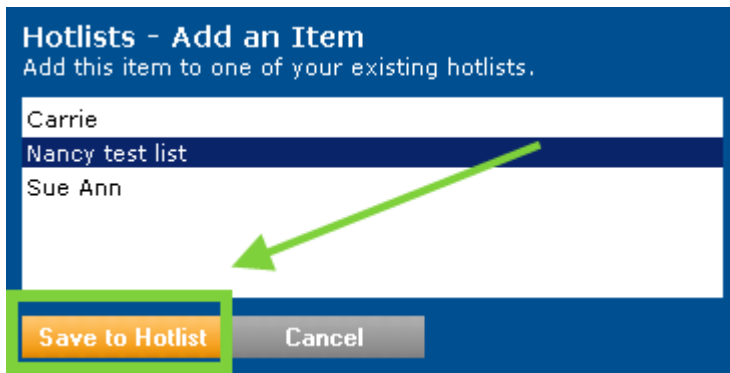 Hotlists - Add an Item
Add this item to one of your existing hotlists.
Carrie
Nancy test list
Sue Ann
Save to Hotlist
Cancel